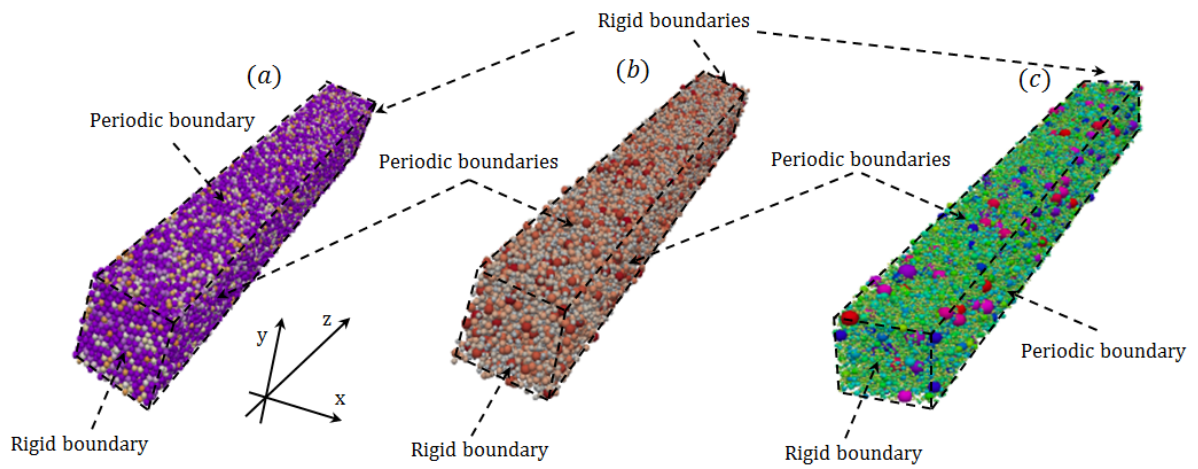 Rigid boundaries
(a)
(b)
(c)
Periodic boundary
Periodic boundaries
Periodic boundaries
z
y
x
Periodic boundary
Rigid boundary
Rigid boundary
Rigid boundary